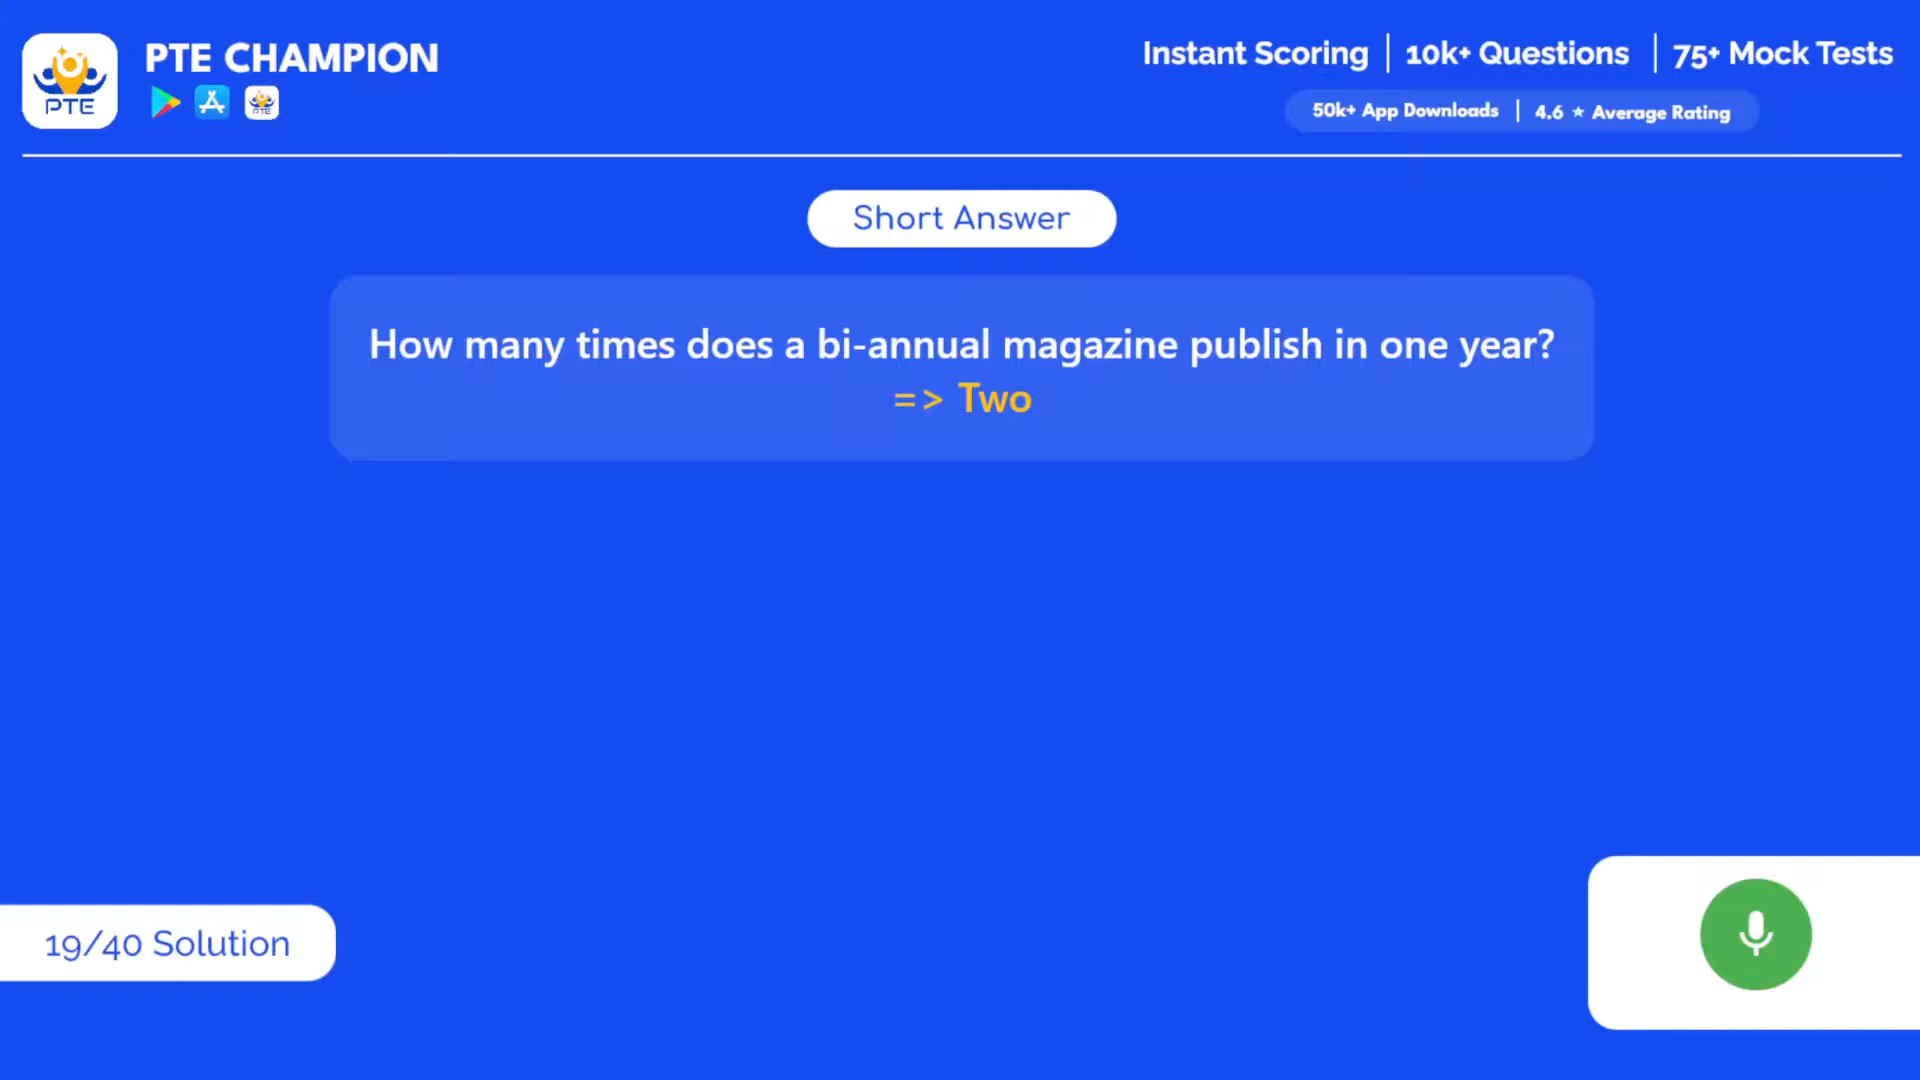 PTE CHAMPION
PTE
Instant Scoring | 10k+ Questions | 75+ Mock Tests
50k+ App Downloads | 4.6 ★ Average Rating
Short Answer
How many times does a bi-annual magazine publish in one year?
=> Two
19/40 Solution